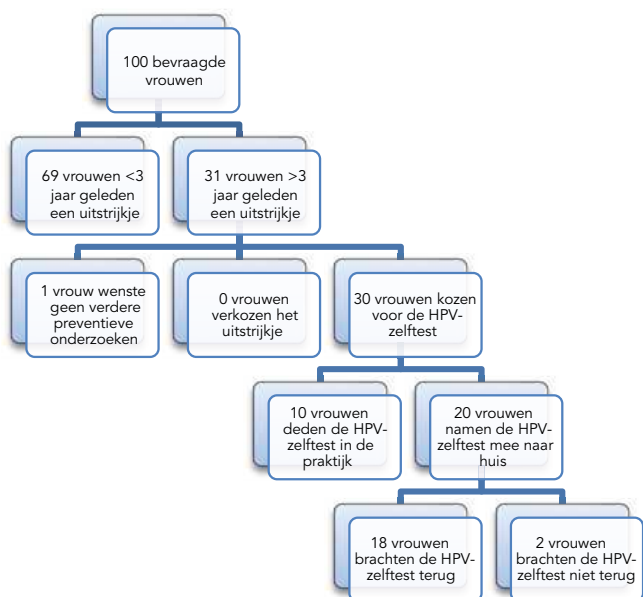 100 bevraagde
vrouwen
69 vrouwen <3
jaar geleden
een uitstrijkje
31 vrouwen >3
jaar geleden
een uitstrijkje
1 vrouw wenste
geen verdere
preventieve
onderzoeken
0 vrouwen
verkozen het
uitstrijkje
30 vrouwen kozen
voor de HPV-
zelftest
10 vrouwen
deden de HPV-
zelftest in de
praktijk
20 vrouwen
namen de HPV-
zelftest mee naar
huis
18 vrouwen
brachten de HPV-
zelftest terug
2 vrouwen
brachten de HPV-
zelftest niet terug